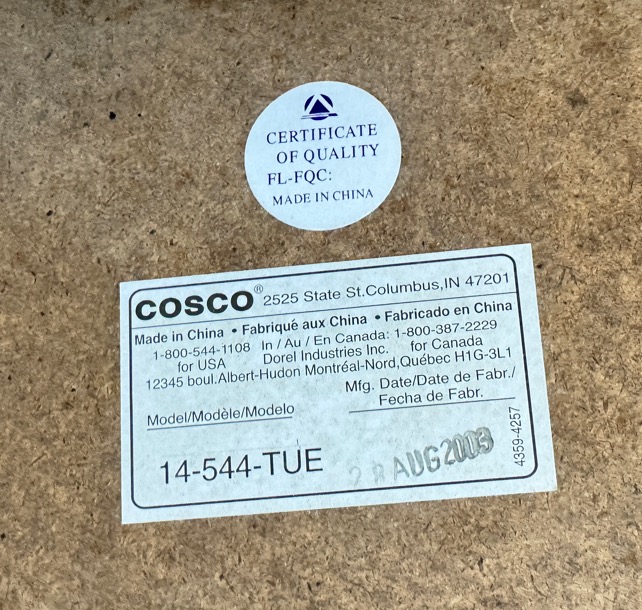 CERTIFICATE
OF QUALITY
FL-FQC:
MADE IN CHINA
COSCO® 2525 State St.Columbus,IN 47201
Made in China • Fabriqué aux China • Fabricado en China
1-800-544-1108 In / Au / En Canada: 1-800-387-2229
for USA Dorel Industries Inc. for Canada
12345 boul.Albert-Hudon Montréal-Nord,Québec H1G-3L1
Mfg. Date/Date de Fabr./
Fecha de Fabr.
Model/Modèle/Modelo
14-544-TUE
28 AUG 2003
4359-4257